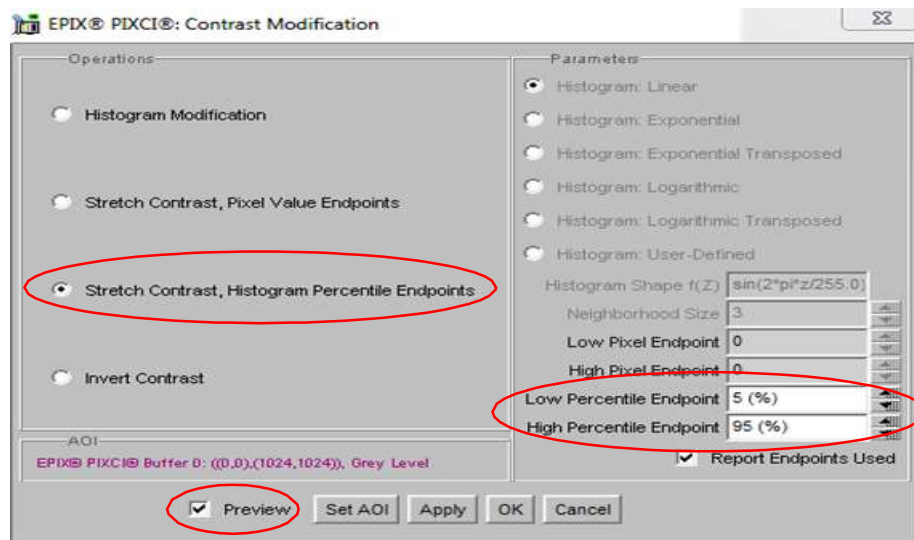 EPIX® PIXCI®: Contrast Modification
Operations
Histogram Modification
Stretch Contrast, Pixel Value Endpoints
Stretch Contrast, Histogram Percentile Endpoints
Invert Contrast
AOI
EPIX® PIXCI® Buffer 0: ((0,0),(1024,1024)), Grey Level
Parameters
Histogram: Linear
Histogram: Exponential
Histogram: Exponential Transposed
Histogram: Logarithmic
Histogram: Logarithmic Transposed
Histogram: User-Defined
Histogram Shape f(Z) sin(2*pi*z/255.0)
Neighborhood Size 3
Low Pixel Endpoint 0
High Pixel Endpoint 0
Low Percentile Endpoint 5 (%)
High Percentile Endpoint 95 (%)
Report Endpoints Used
Preview Set AOI Apply OK Cancel